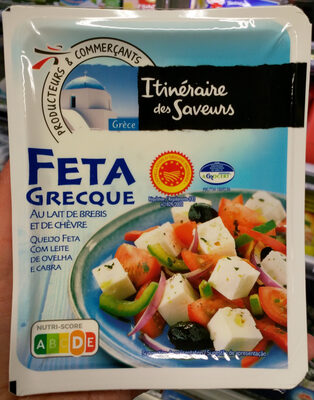 PRODUCTEURS & COMMERÇANTS
Itinéraire
des Saveurs
Grèce
FETA
GRECQUE
AU LAIT DE BREBIS
ET DE CHÈVRE
QUEIJO FETA
COM LEITE
DE OVELHA
E CABRA
AGROCERT
NUTRI-SCORE
A B C D E